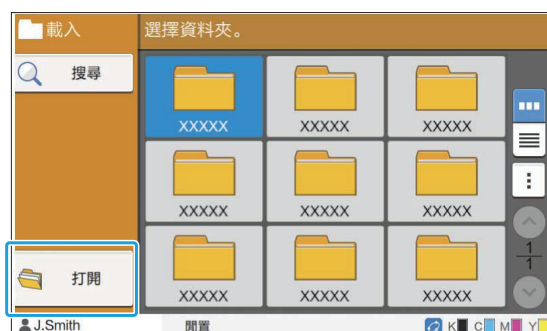 載入
選擇資料夾。
搜尋
XXXXX XXXXX XXXXX
XXXXX XXXXX XXXXX
1
1
打開
XXXXX XXXXX XXXXX
J.Smith 閒置 K C M Y